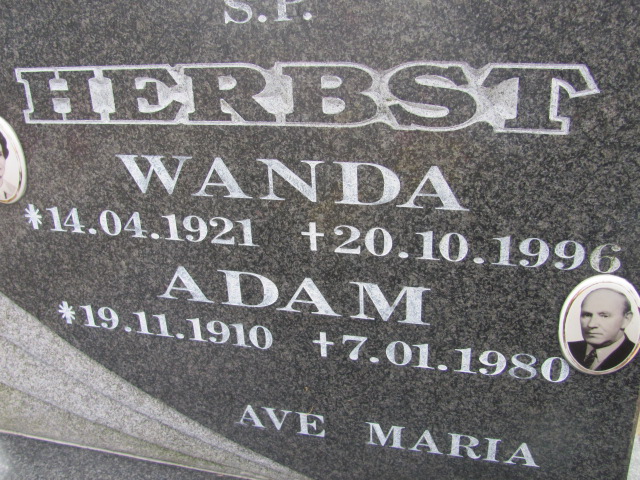 S.P.
HERBST
WANDA
*14.04.1921 †20.10.1996
ADAM
*19.11.1910 †7.01.1980
AVE MARIA